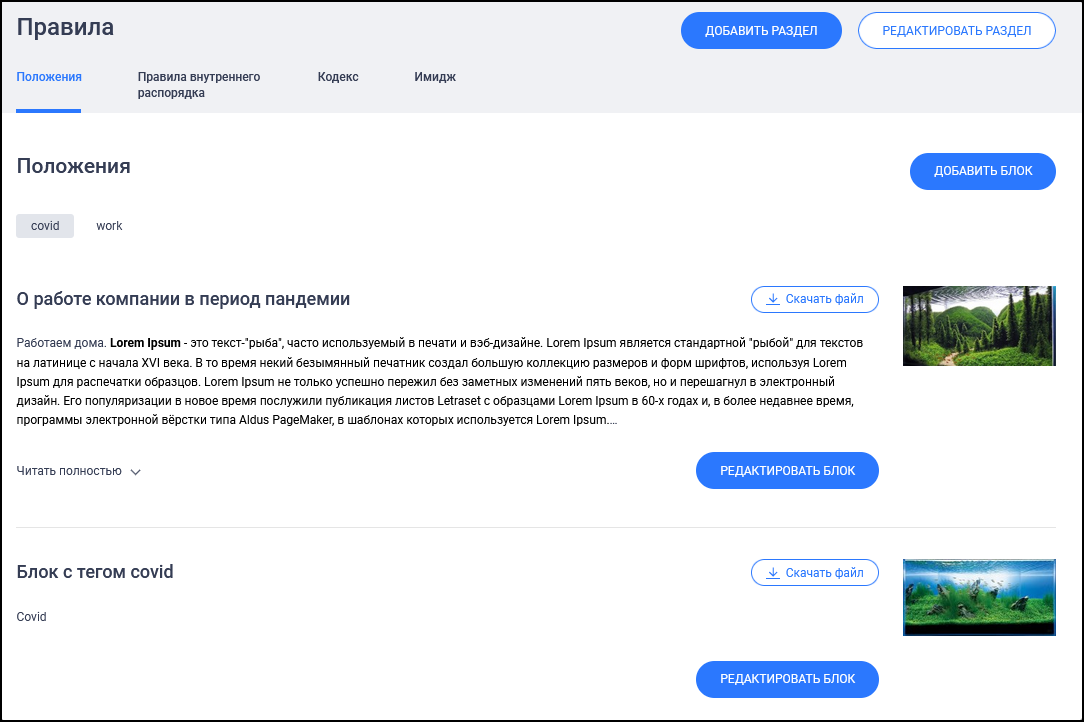 Правила
ДОБАВИТЬ РАЗДЕЛ
РЕДАКТИРОВАТЬ РАЗДЕЛ
Положения
Правила внутреннего
распорядка
Кодекс
Имидж
Положения
ДОБАВИТЬ БЛОК
covid
work
О работе компании в период пандемии
Скачать файл
Работаем дома. Lorem Ipsum - это текст-"рыба", часто используемый в печати и вэб-дизайне. Lorem Ipsum является стандартной "рыбой" для текстов
на латинице с начала XVI века. В то время некий безымянный печатник создал большую коллекцию размеров и форм шрифтов, используя Lorem
Ipsum для распечатки образцов. Lorem Ipsum не только успешно пережил без заметных изменений пять веков, но и перешагнул в электронный
дизайн. Его популяризации в новое время послужили публикация листов Letraset с образцами Lorem Ipsum в 60-х годах и, в более недавнее время,
программы электронной вёрстки типа Aldus PageMaker, в шаблонах которых используется Lorem Ipsum....
Читать полностью
РЕДАКТИРОВАТЬ БЛОК
Блок с тегом covid
Скачать файл
Covid
РЕДАКТИРОВАТЬ БЛОК